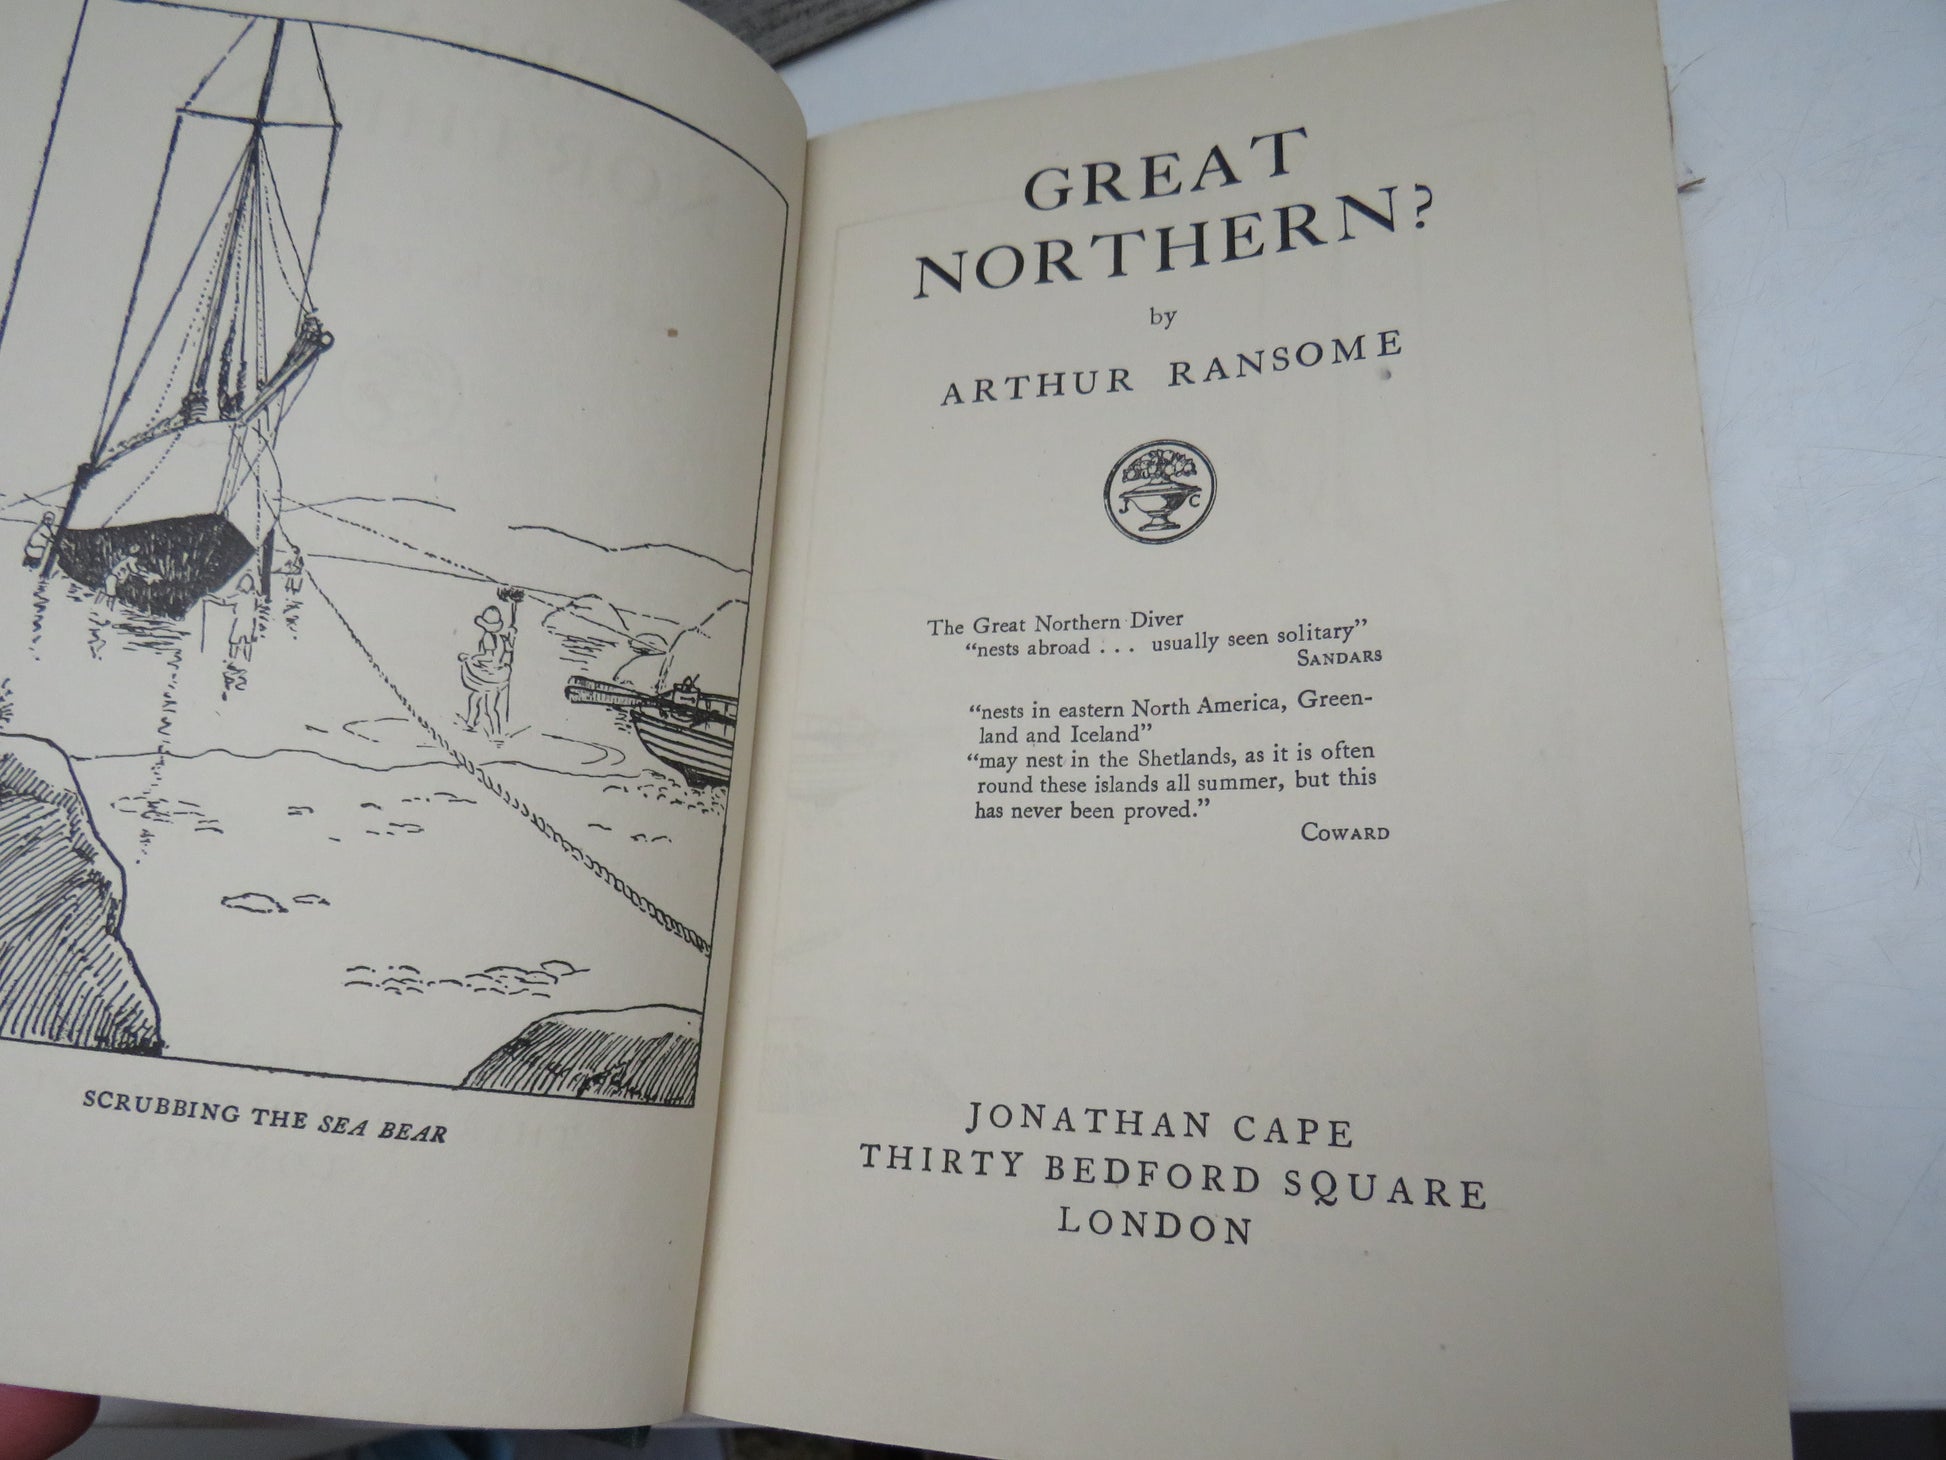 SCRUBBING THE SEA BEAR
GREAT
NORTHERN?
by
ARTHUR RANSOME
J C
The Great Northern Diver
“nests abroad . . . usually seen solitary”
SANDARS
“nests in eastern North America, Green-
land and Iceland”
“may nest in the Shetlands, as it is often
round these islands all summer, but this
has never been proved.”
COWARD
JONATHAN CAPE
THIRTY BEDFORD SQUARE
LONDON